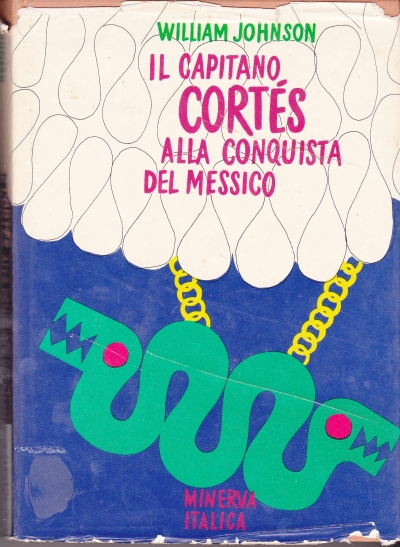 WILLIAM JOHNSON
IL CAPITANO
CORTÉS
ALLA CONQUISTA
DEL MESSICO
MINERVA
ITALICA